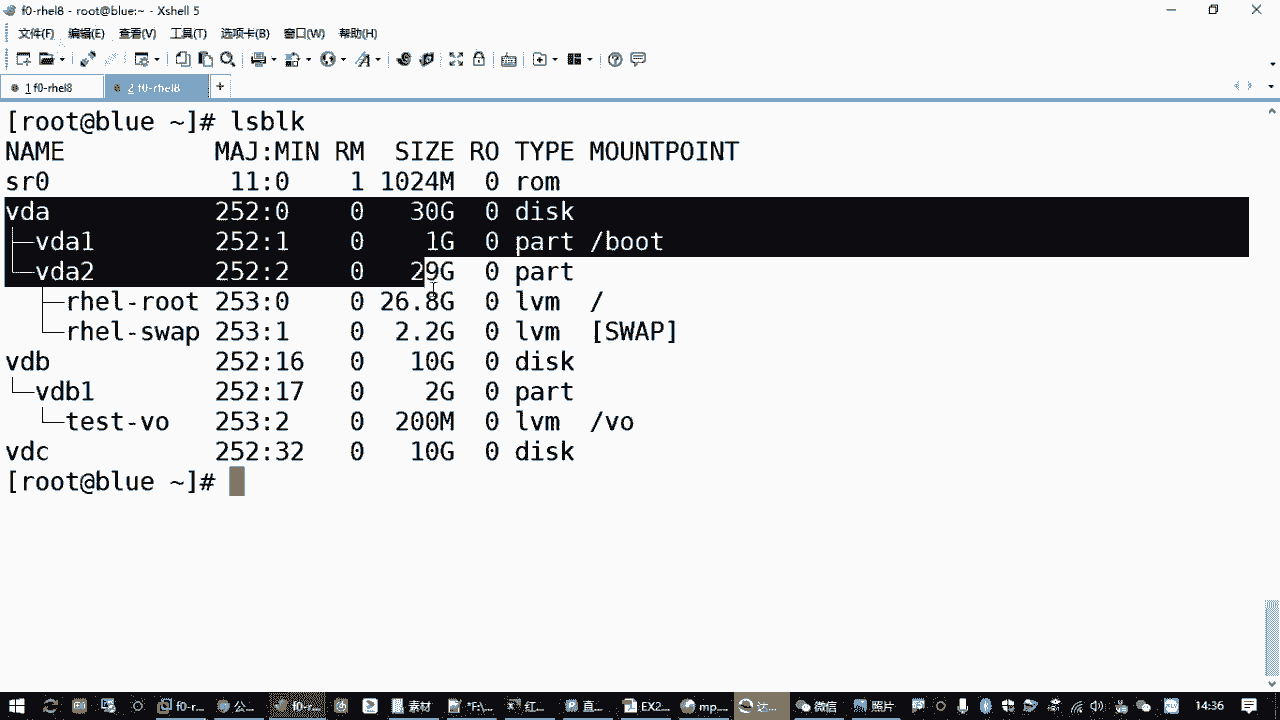 f0-rhel8 - root@blue:~ - Xshell 5
文件(F) 编辑(E) 查看(V) 工具(T) 选项卡(B) 窗口(W) 帮助(H)
1 f0-rhel8 2 f0-rhel8 +
[root@blue ~]# lsblk
NAME MAJ:MIN RM SIZE RO TYPE MOUNTPOINT
sr0 11:0 1 1024M 0 rom
vda 252:0 0 30G 0 disk
├─vda1 252:1 0 1G 0 part /boot
└─vda2 252:2 0 29G 0 part
├─rhel-root 253:0 0 26.8G 0 lvm /
└─rhel-swap 253:1 0 2.2G 0 lvm [SWAP]
vdb 252:16 0 10G 0 disk
└─vdb1 252:17 0 2G 0 part
└─test-vo 253:2 0 200M 0 lvm /vo
vdc 252:32 0 10G 0 disk
[root@blue ~]#
f0-r... 公... f0-r... 素材 *F:\... 红... 直... EX2... mp... 达... 微信 照片 14:36